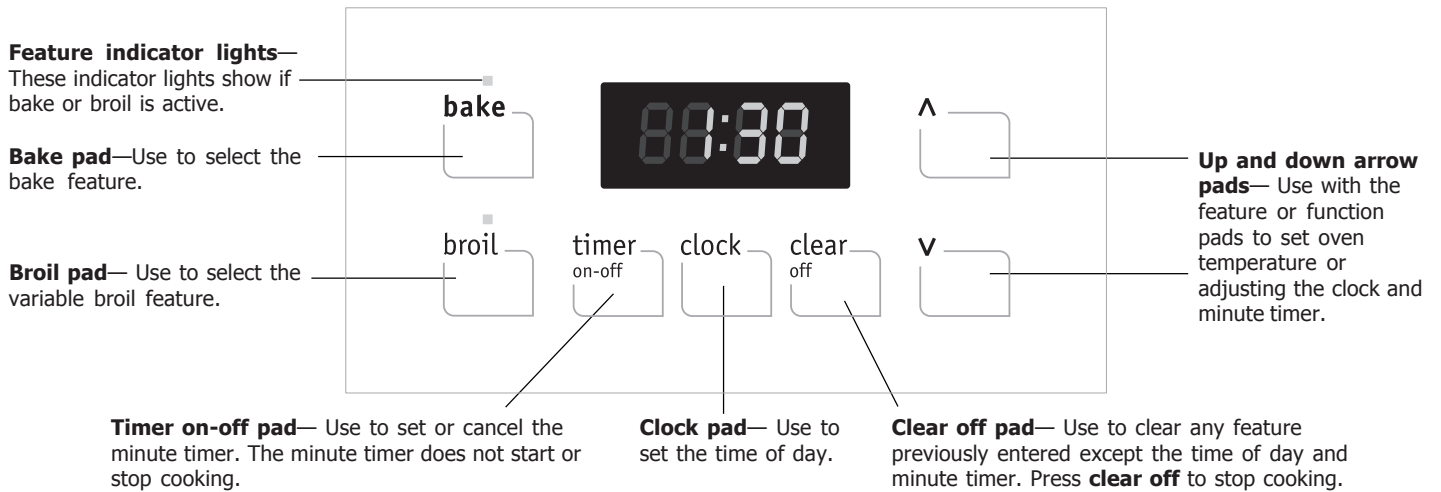 Feature indicator lights—
These indicator lights show if
bake or broil is active.
Bake pad—Use to select the
bake feature.
Broil pad— Use to select the
variable broil feature.
bake
1:30
^
broil
timer
on-off
clock
clear
off
v
Up and down arrow
pads— Use with the
feature or function
pads to set oven
temperature or
adjusting the clock and
minute timer.
Timer on-off pad— Use to set or cancel the
minute timer. The minute timer does not start or
stop cooking.
Clock pad— Use to
set the time of day.
Clear off pad— Use to clear any feature
previously entered except the time of day and
minute timer. Press clear off to stop cooking.